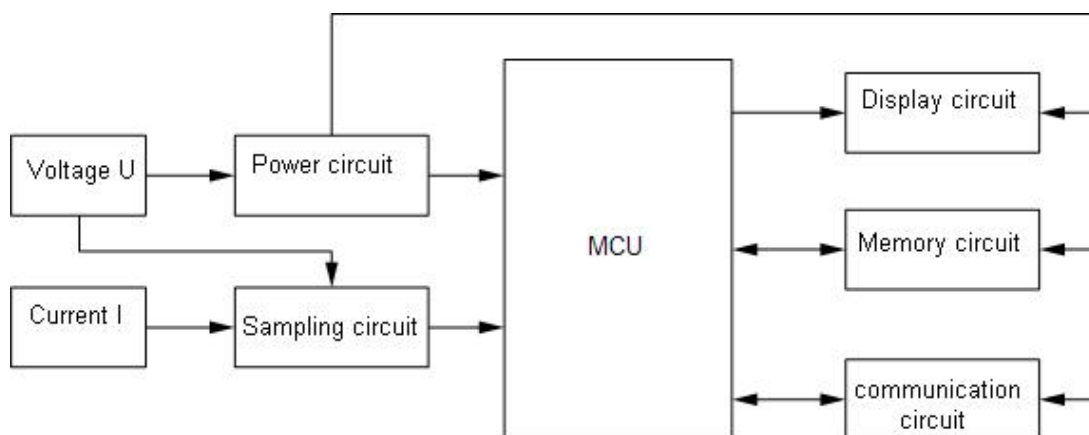 Voltage U
Power circuit
Current I
Sampling circuit
MCU
Display circuit
Memory circuit
communication
circuit